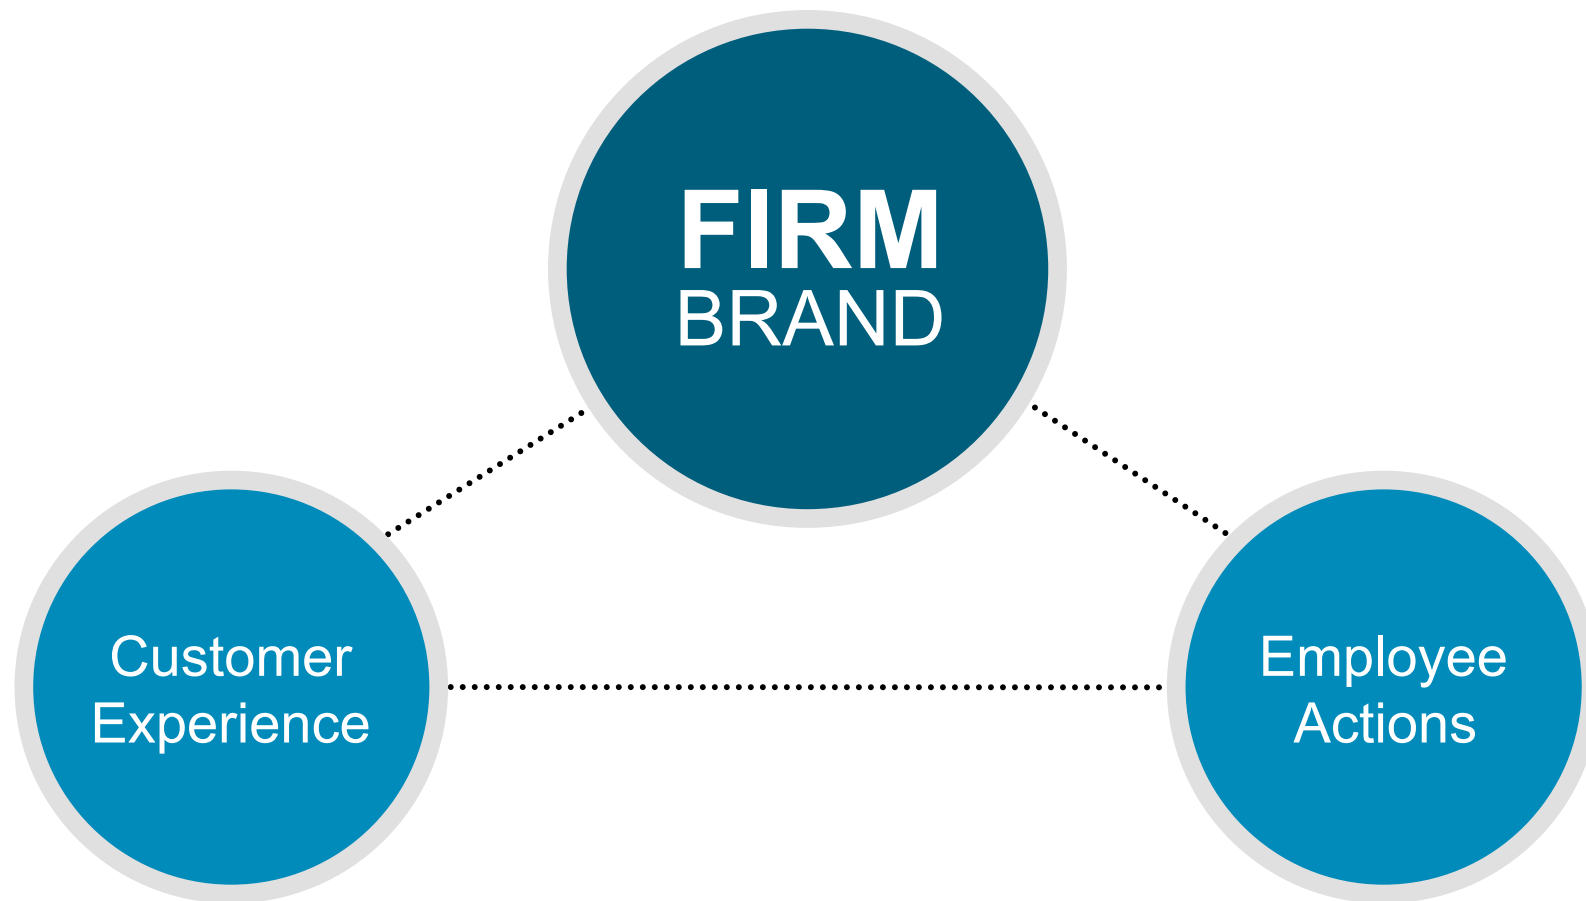 FIRM
BRAND
Customer
Experience
Employee
Actions